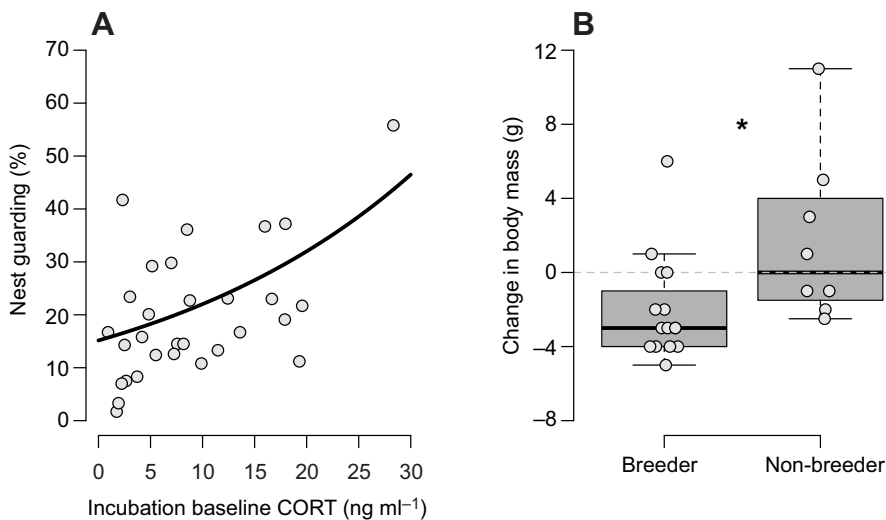 A
70
60
50
40
30
20
10
0
Nest guarding (%)
0 5 10 15 20 25 30
Incubation baseline CORT (ng ml–1)
B
12
8
4
0
–4
–8
Change in body mass (g)
*
Breeder Non-breeder